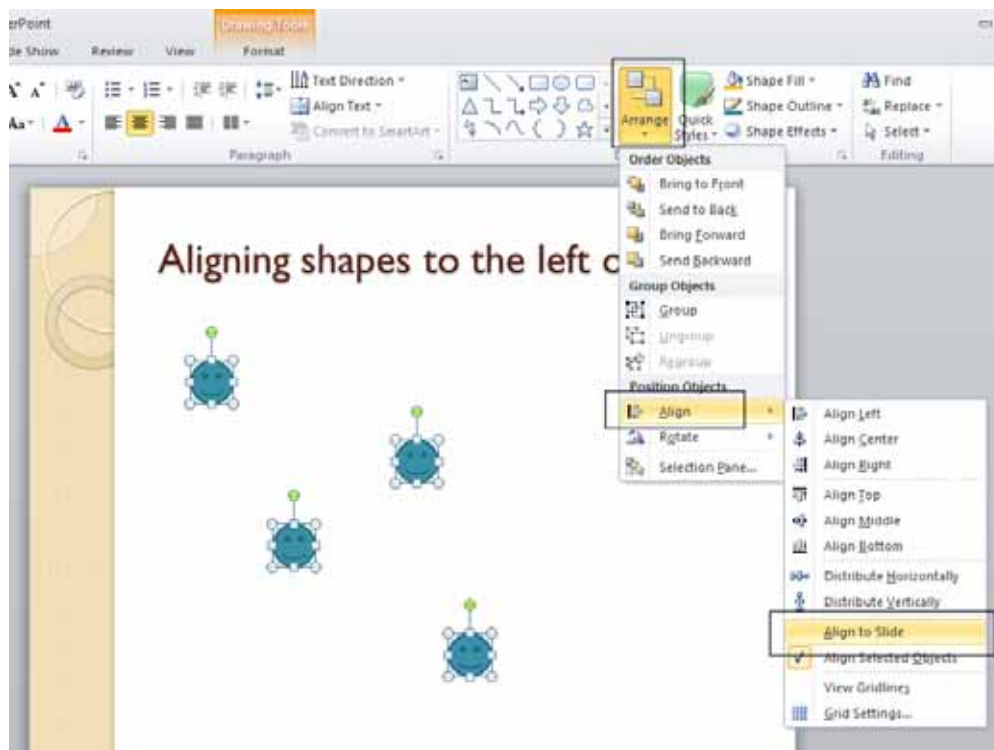 erPoint
Drawing Tools
de Show Review View Format
Text Direction
Align Text
Convert to SmartArt
Aa
A
Paragraph
Arrange
Quick
Styles
Shape Fill
Shape Outline
Shape Effects
Find
Replace
Select
Editing
Order Objects
Bring to Front
Send to Back
Bring Forward
Send Backward
Group Objects
Group
Ungroup
Regroup
Position Objects
Align
Rotate
Selection Pane...
Align Left
Align Center
Align Right
Align Top
Align Middle
Align Bottom
Distribute Horizontally
Distribute Vertically
Align to Slide
Align Selected Objects
View Gridlines
Grid Settings...
Aligning shapes to the left o